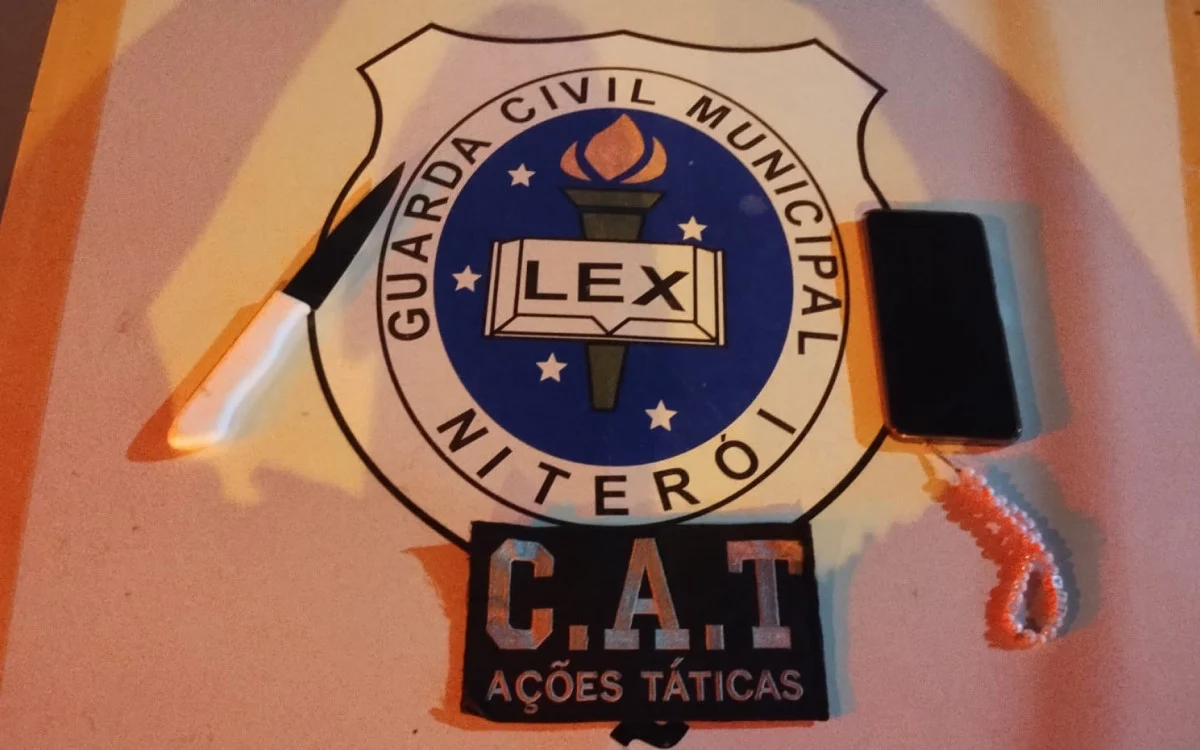 GUARDA CIVIL MUNICIPAL
LEX
NITERÓI
C.A.T
AÇÕES TÁTICAS